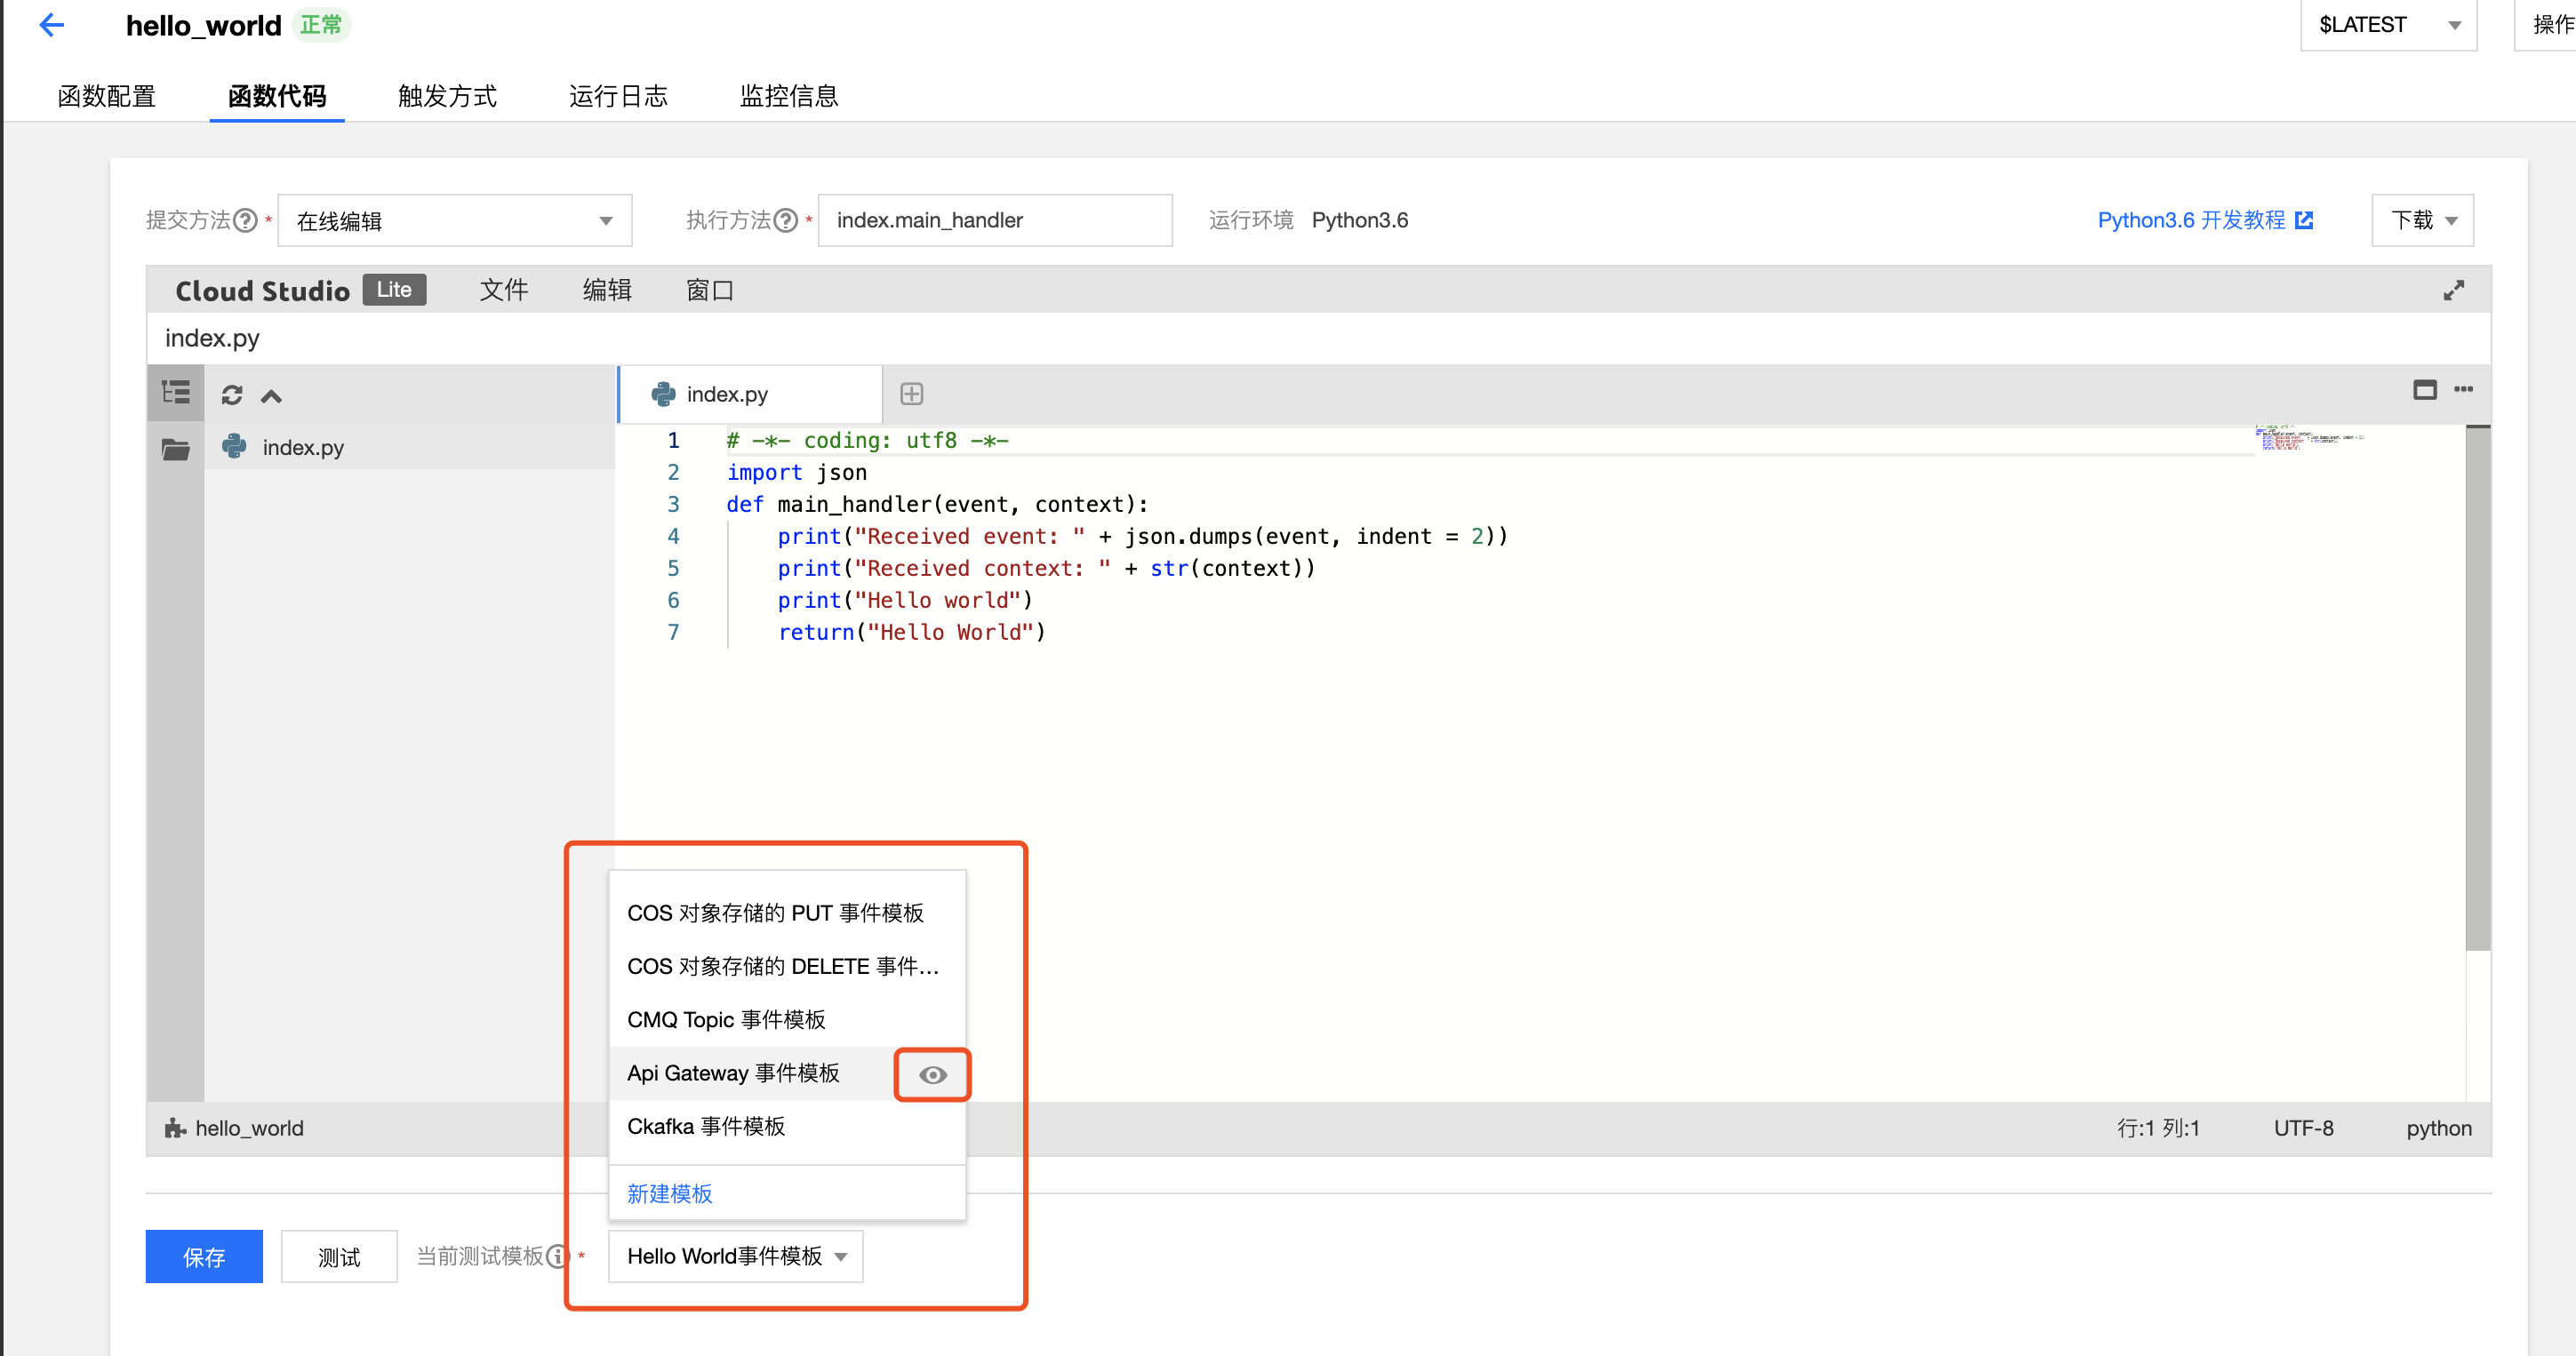 hello_world 正常
$LATEST
操作
函数配置 函数代码 触发方式 运行日志 监控信息
提交方法 * 在线编辑 执行方法 * index.main_handler 运行环境 Python3.6 Python3.6 开发教程 下载
Cloud Studio Lite 文件 编辑 窗口
index.py
index.py
index.py
1 # -*- coding: utf8 -*-
2 import json
3 def main_handler(event, context):
4 print("Received event: " + json.dumps(event, indent = 2))
5 print("Received context: " + str(context))
6 print("Hello world")
7 return("Hello World")
COS 对象存储的 PUT 事件模板
COS 对象存储的 DELETE 事件...
CMQ Topic 事件模板
Api Gateway 事件模板
Ckafka 事件模板
新建模板
hello_world 行:1 列:1 UTF-8 python
保存 测试 当前测试模板 * Hello World事件模板